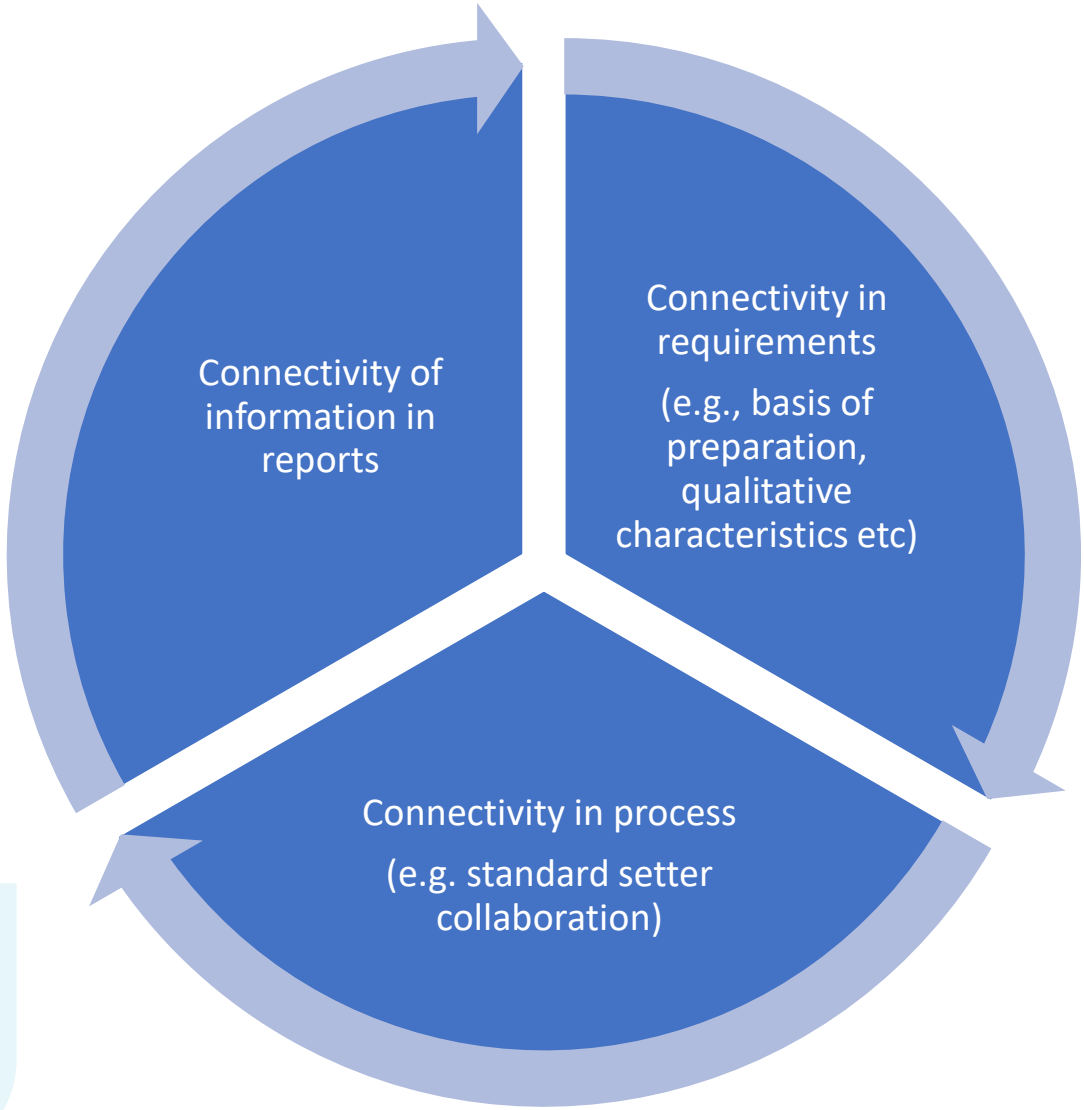 Connectivity of
information in
reports
Connectivity in
requirements
(e.g., basis of
preparation,
qualitative
characteristics etc)
Connectivity in process
(e.g. standard setter
collaboration)